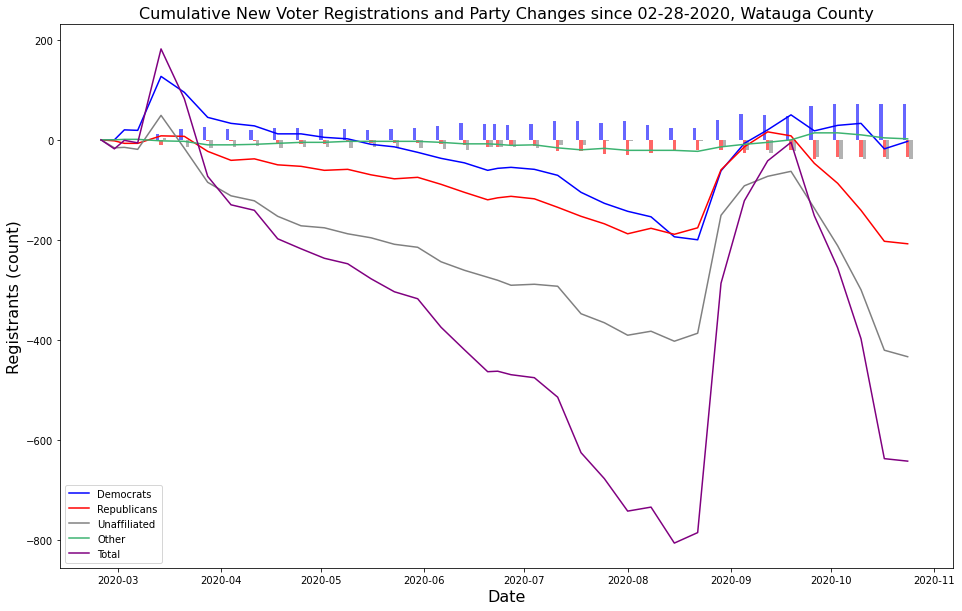 Cumulative New Voter Registrations and Party Changes since 02-28-2020, Watauga County
200
0
−200
−400
−600
−800
Registrants (count)
Democrats
Republicans
Unaffiliated
Other
Total
2020-03 2020-04 2020-05 2020-06 2020-07 2020-08 2020-09 2020-10 2020-11
Date